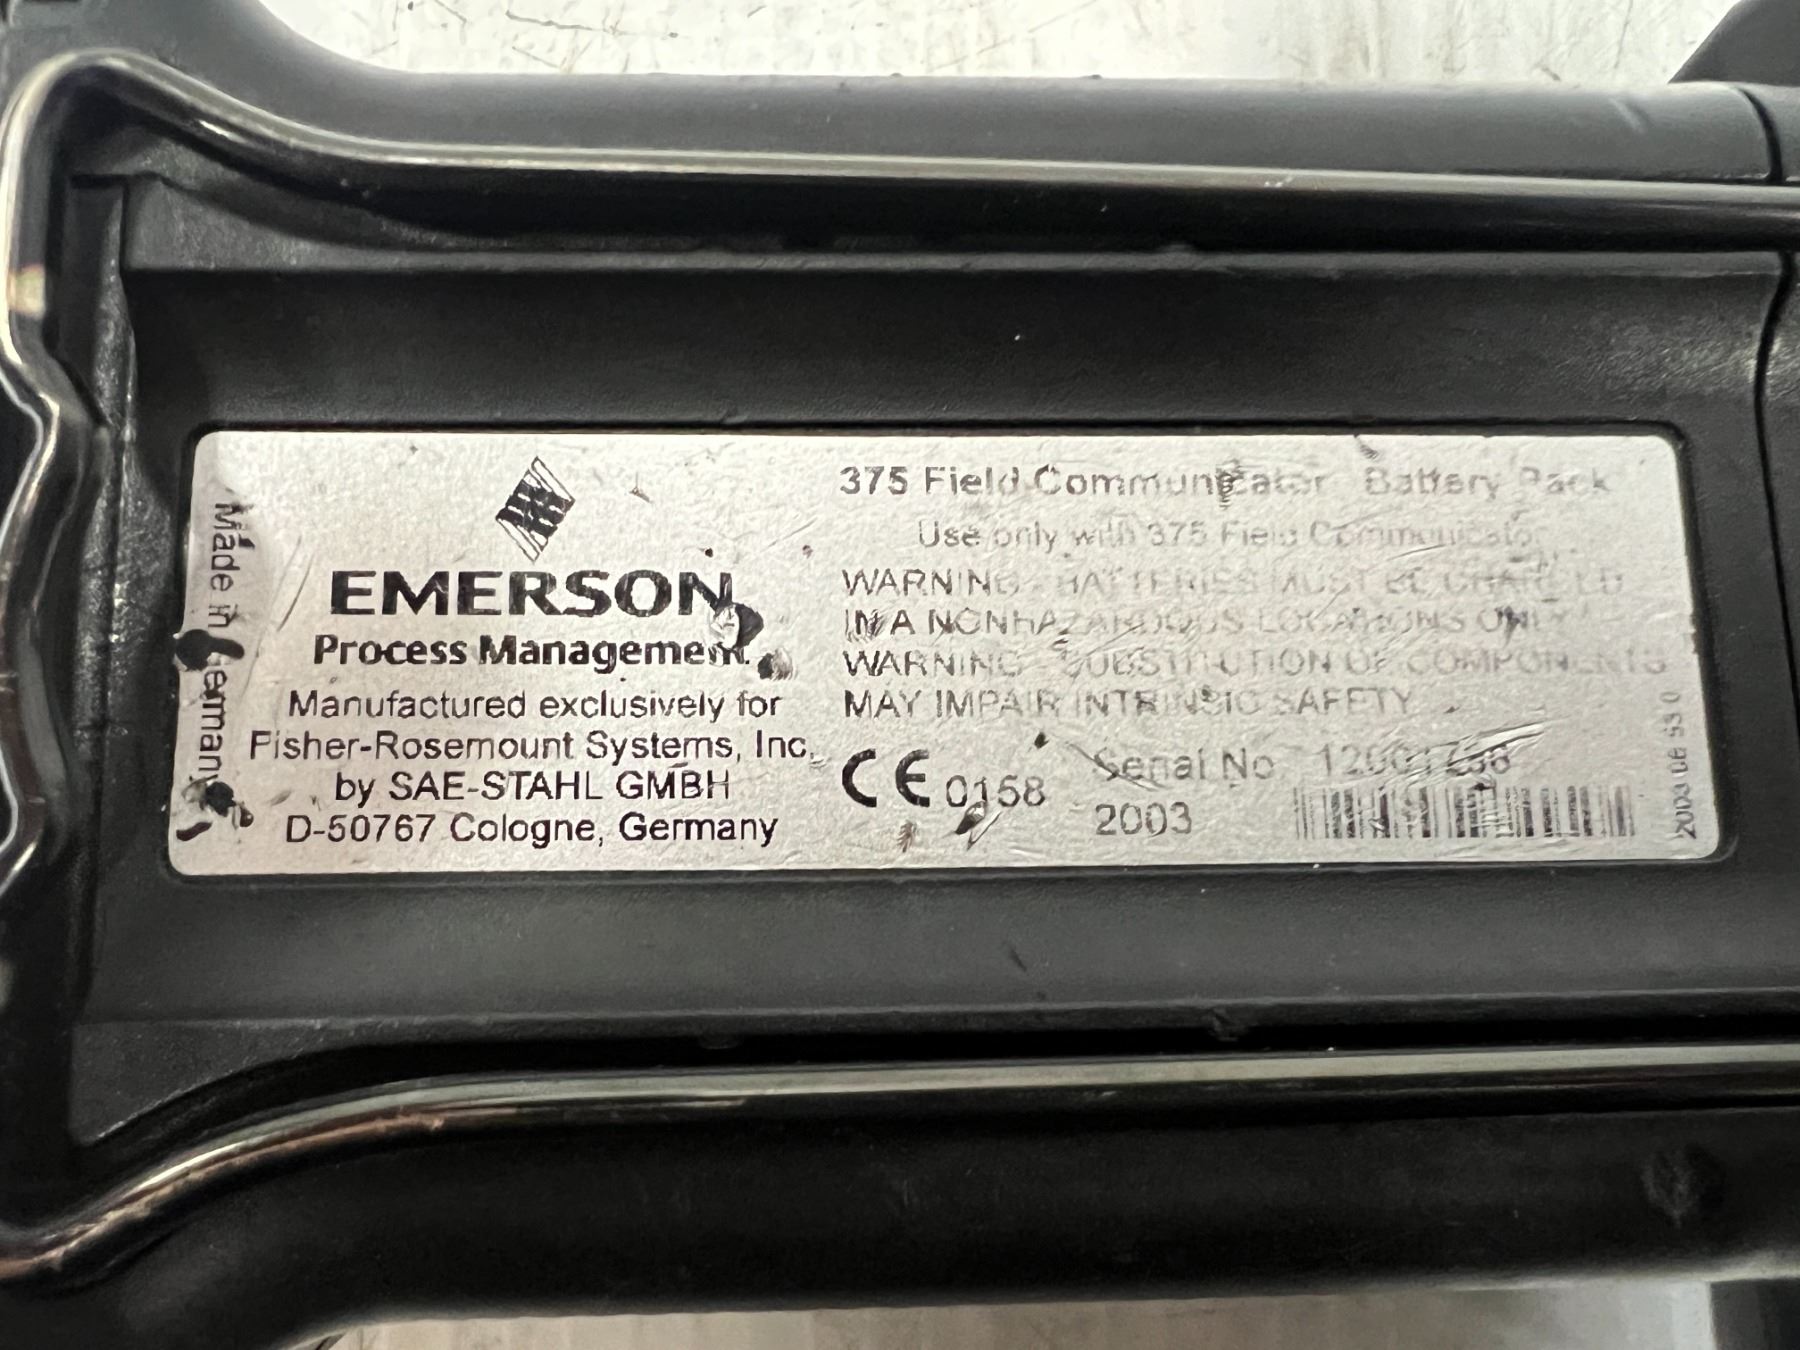 Made in Germany
EMERSON
Process Management
Manufactured exclusively for
Fisher-Rosemount Systems, Inc.
by SAE-STAHL GMBH
D-50767 Cologne, Germany
375 Field Communicator Battery Pack
Use only with 375 Field Communicator
WARNING - BATTERIES MUST BE CHARGED
IN A NONHAZARDOUS LOCATIONS ONLY
WARNING - SUBSTITUTION OF COMPONENTS
MAY IMPAIR INTRINSIC SAFETY
CE 0158
Serial No
2003